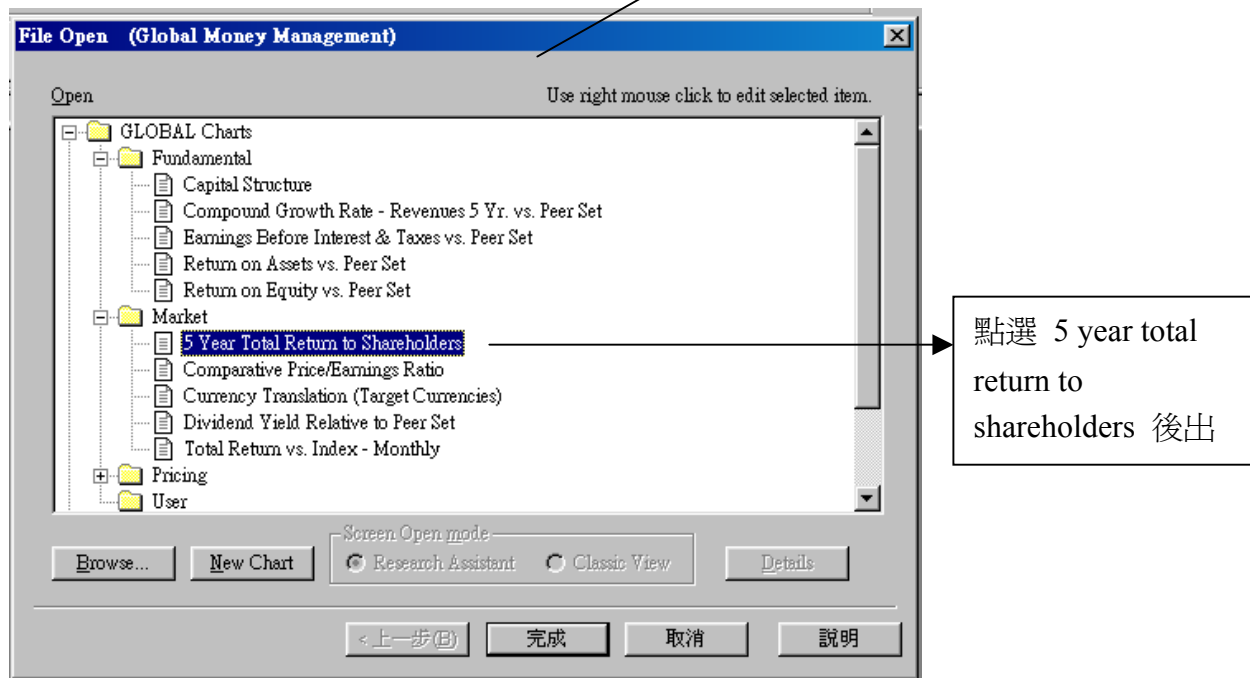 File Open (Global Money Management)
Open
Use right mouse click to edit selected item.
GLOBAL Charts
Fundamental
Capital Structure
Compound Growth Rate - Revenues 5 Yr. vs. Peer Set
Earnings Before Interest & Taxes vs. Peer Set
Return on Assets vs. Peer Set
Return on Equity vs. Peer Set
Market
5 Year Total Return to Shareholders
Comparative Price/Earnings Ratio
Currency Translation (Target Currencies)
Dividend Yield Relative to Peer Set
Total Return vs. Index - Monthly
Pricing
User
Screen Open mode
Browse...
New Chart
Research Assistant
Classic View
Details
<上一步(B)
完成
取消
說明
點選 5 year total
return to
shareholders 後出